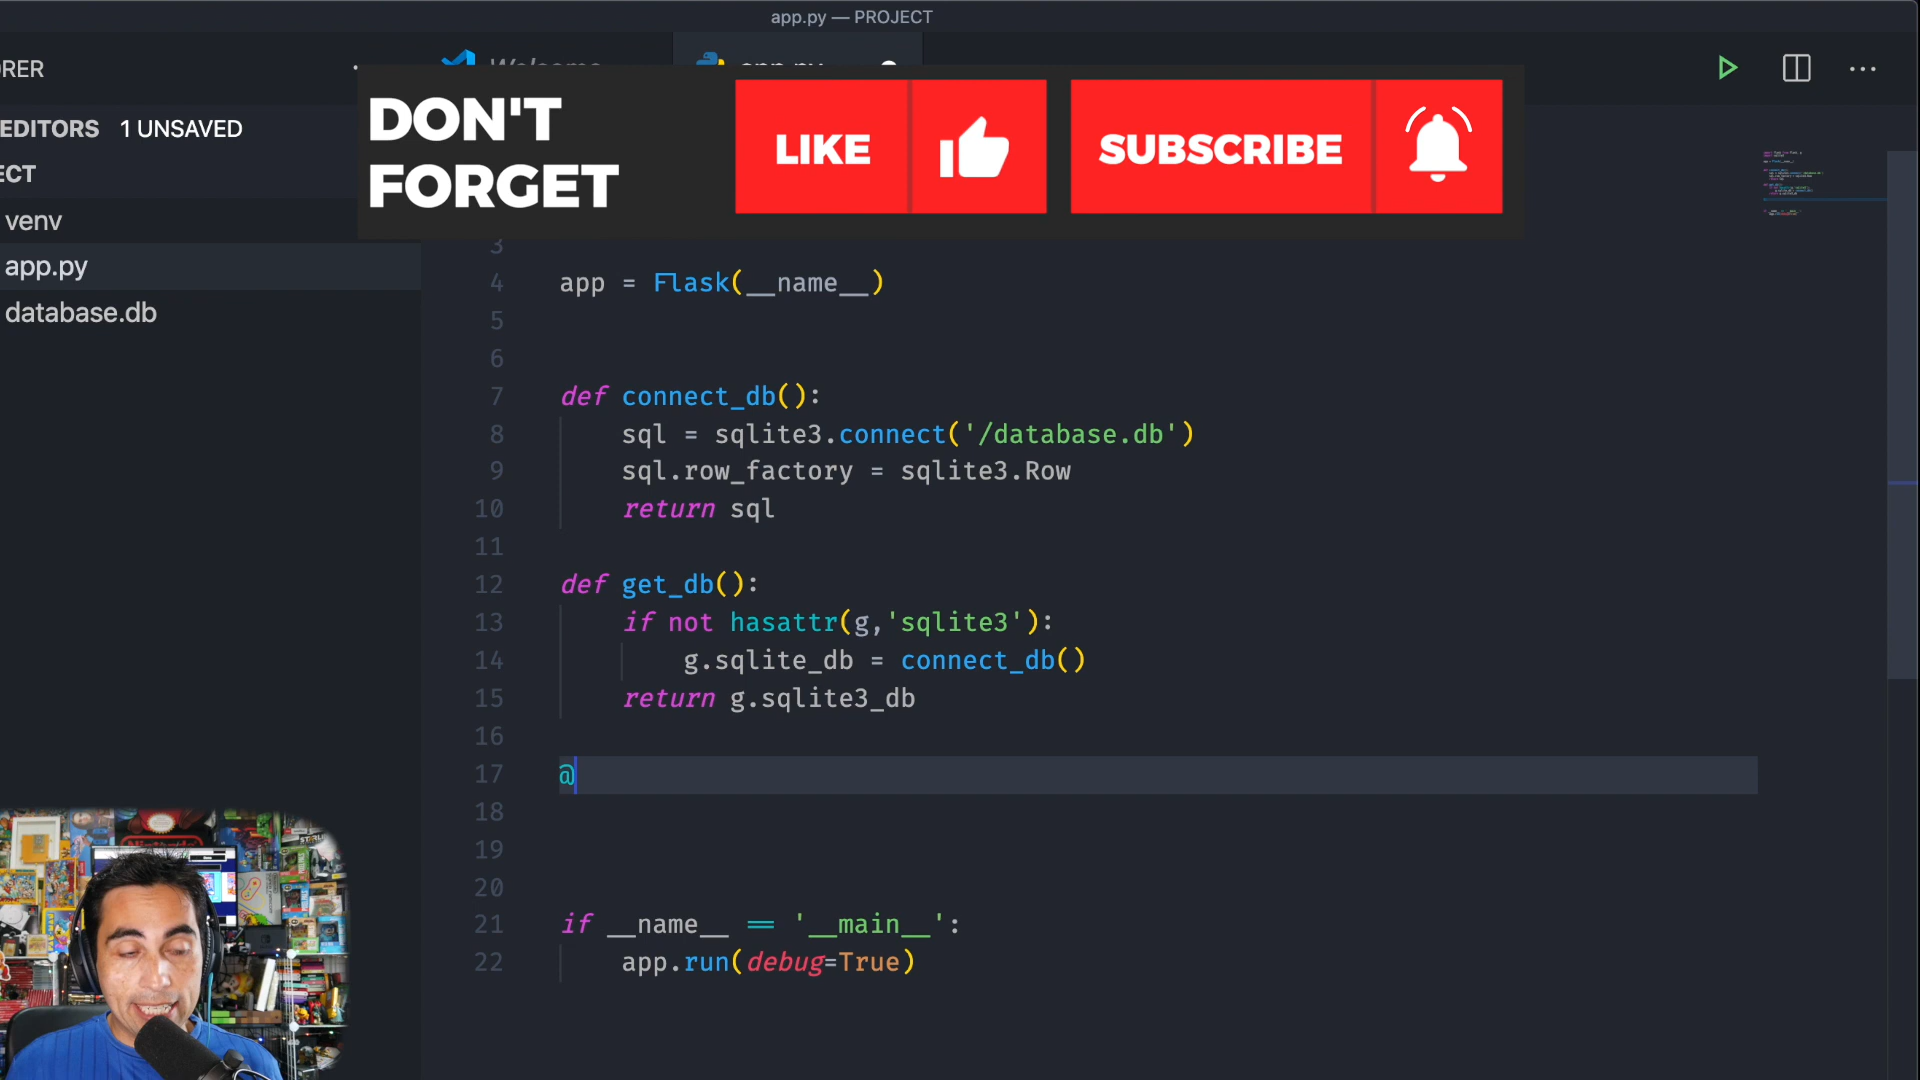 app.py — PROJECT
RER
Welcome
app.py
EDITORS 1 UNSAVED
ECT
venv
app.py
database.db
DON'T
FORGET
LIKE
SUBSCRIBE
3
4 app = Flask(__name__)
5
6
7 def connect_db():
8 sql = sqlite3.connect('/database.db')
9 sql.row_factory = sqlite3.Row
10 return sql
11
12 def get_db():
13 if not hasattr(g,'sqlite3'):
14 g.sqlite_db = connect_db()
15 return g.sqlite3_db
16
17 @
18
19
20
21 if __name__ == '__main__':
22 app.run(debug=True)